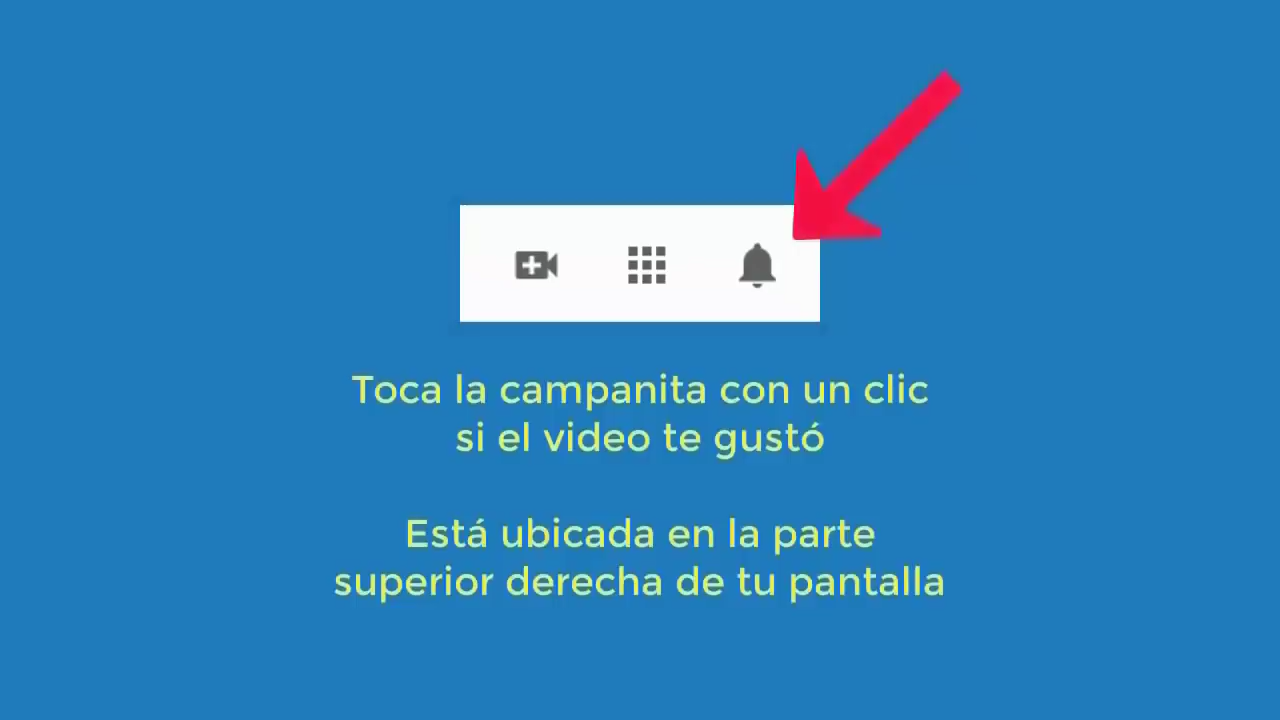 Toca la campanita con un clic
si el video te gustó
Está ubicada en la parte
superior derecha de tu pantalla